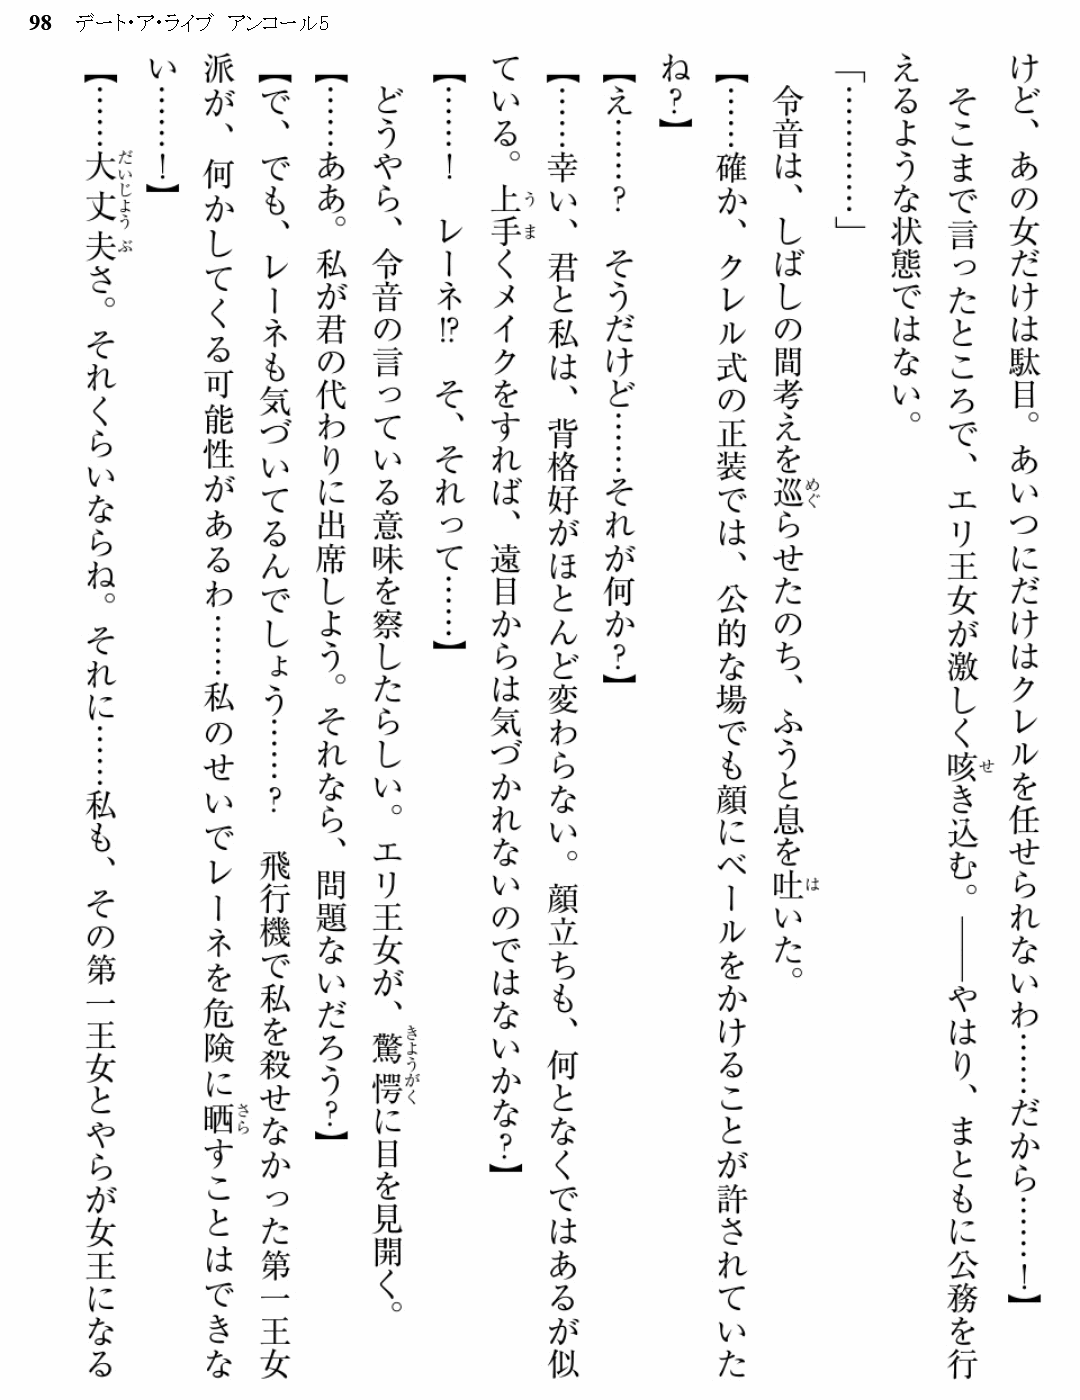 98 デート・ア・ライブ アンコール5
けど、あの女だけは駄目。あいつにだけはクレルを任せられないわ……だから………！】
　そこまで言ったところで、エリ王女が激しく咳き込む。――やはり、まともに公務を行
えるような状態ではない。
「…………」
　令音は、しばしの間考えを巡らせたのち、ふうと息を吐いた。
【……確か、クレル式の正装では、公的な場でも顔にベールをかけることが許されていた
ね？】
【え……？　そうだけど……それが何か？】
【……幸い、君と私は、背格好がほとんど変わらない。顔立ちも、何となくではあるが似
ている。上手くメイクをすれば、遠目からは気づかれないのではないかな？】
【……！　レーネ!?　そ、それって……】
　どうやら、令音の言っている意味を察したらしい。エリ王女が、驚愕に目を見開く。
【……ああ。私が君の代わりに出席しよう。それなら、問題ないだろう？】
【で、でも、レーネも気づいてるんでしょう……？　飛行機で私を殺せなかった第一王女
派が、何かしてくる可能性があるわ……私のせいでレーネを危険に晒すことはできな
い……！】
【……大丈夫さ。それくらいならね。それに……私も、その第一王女とやらが女王になる